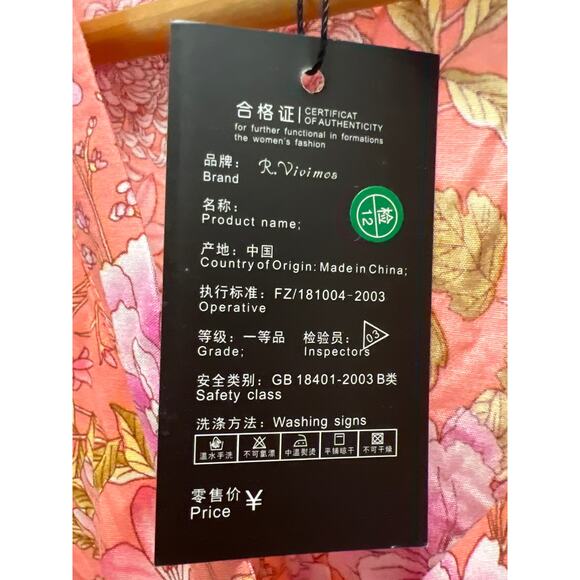 合格证 CERTIFICAT
OF AUTHENTICITY
for further functional in formations
the women's fashion
品牌: R.Vivimos
Brand
名称:
Product name;
检
12
产地: 中国
Country of Origin: Made in China;
执行标准: FZ/181004-2003
Operative
等级: 一等品 检验员: 03
Grade; Inspectors
安全类别: GB 18401-2003 B类
Safety class
洗涤方法: Washing signs
温水手洗 不可氯漂 中温熨烫 平铺晾干 不可干燥
零售价 ¥
Price